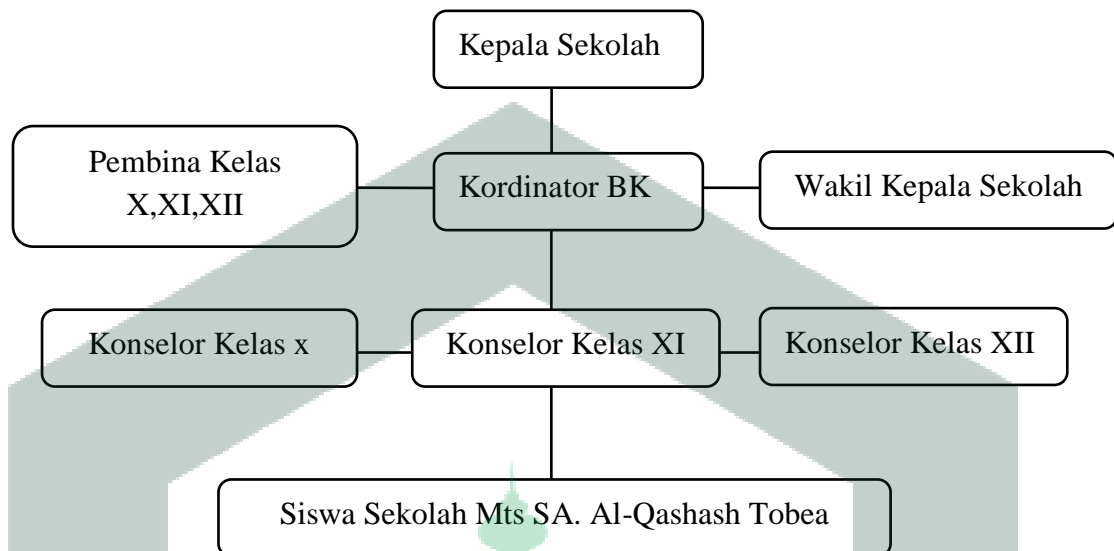 Kepala Sekolah
Pembina Kelas
X,XI,XII
Kordinator BK
Wakil Kepala Sekolah
Konselor Kelas x
Konselor Kelas XI
Konselor Kelas XII
Siswa Sekolah Mts SA. Al-Qashash Tobea